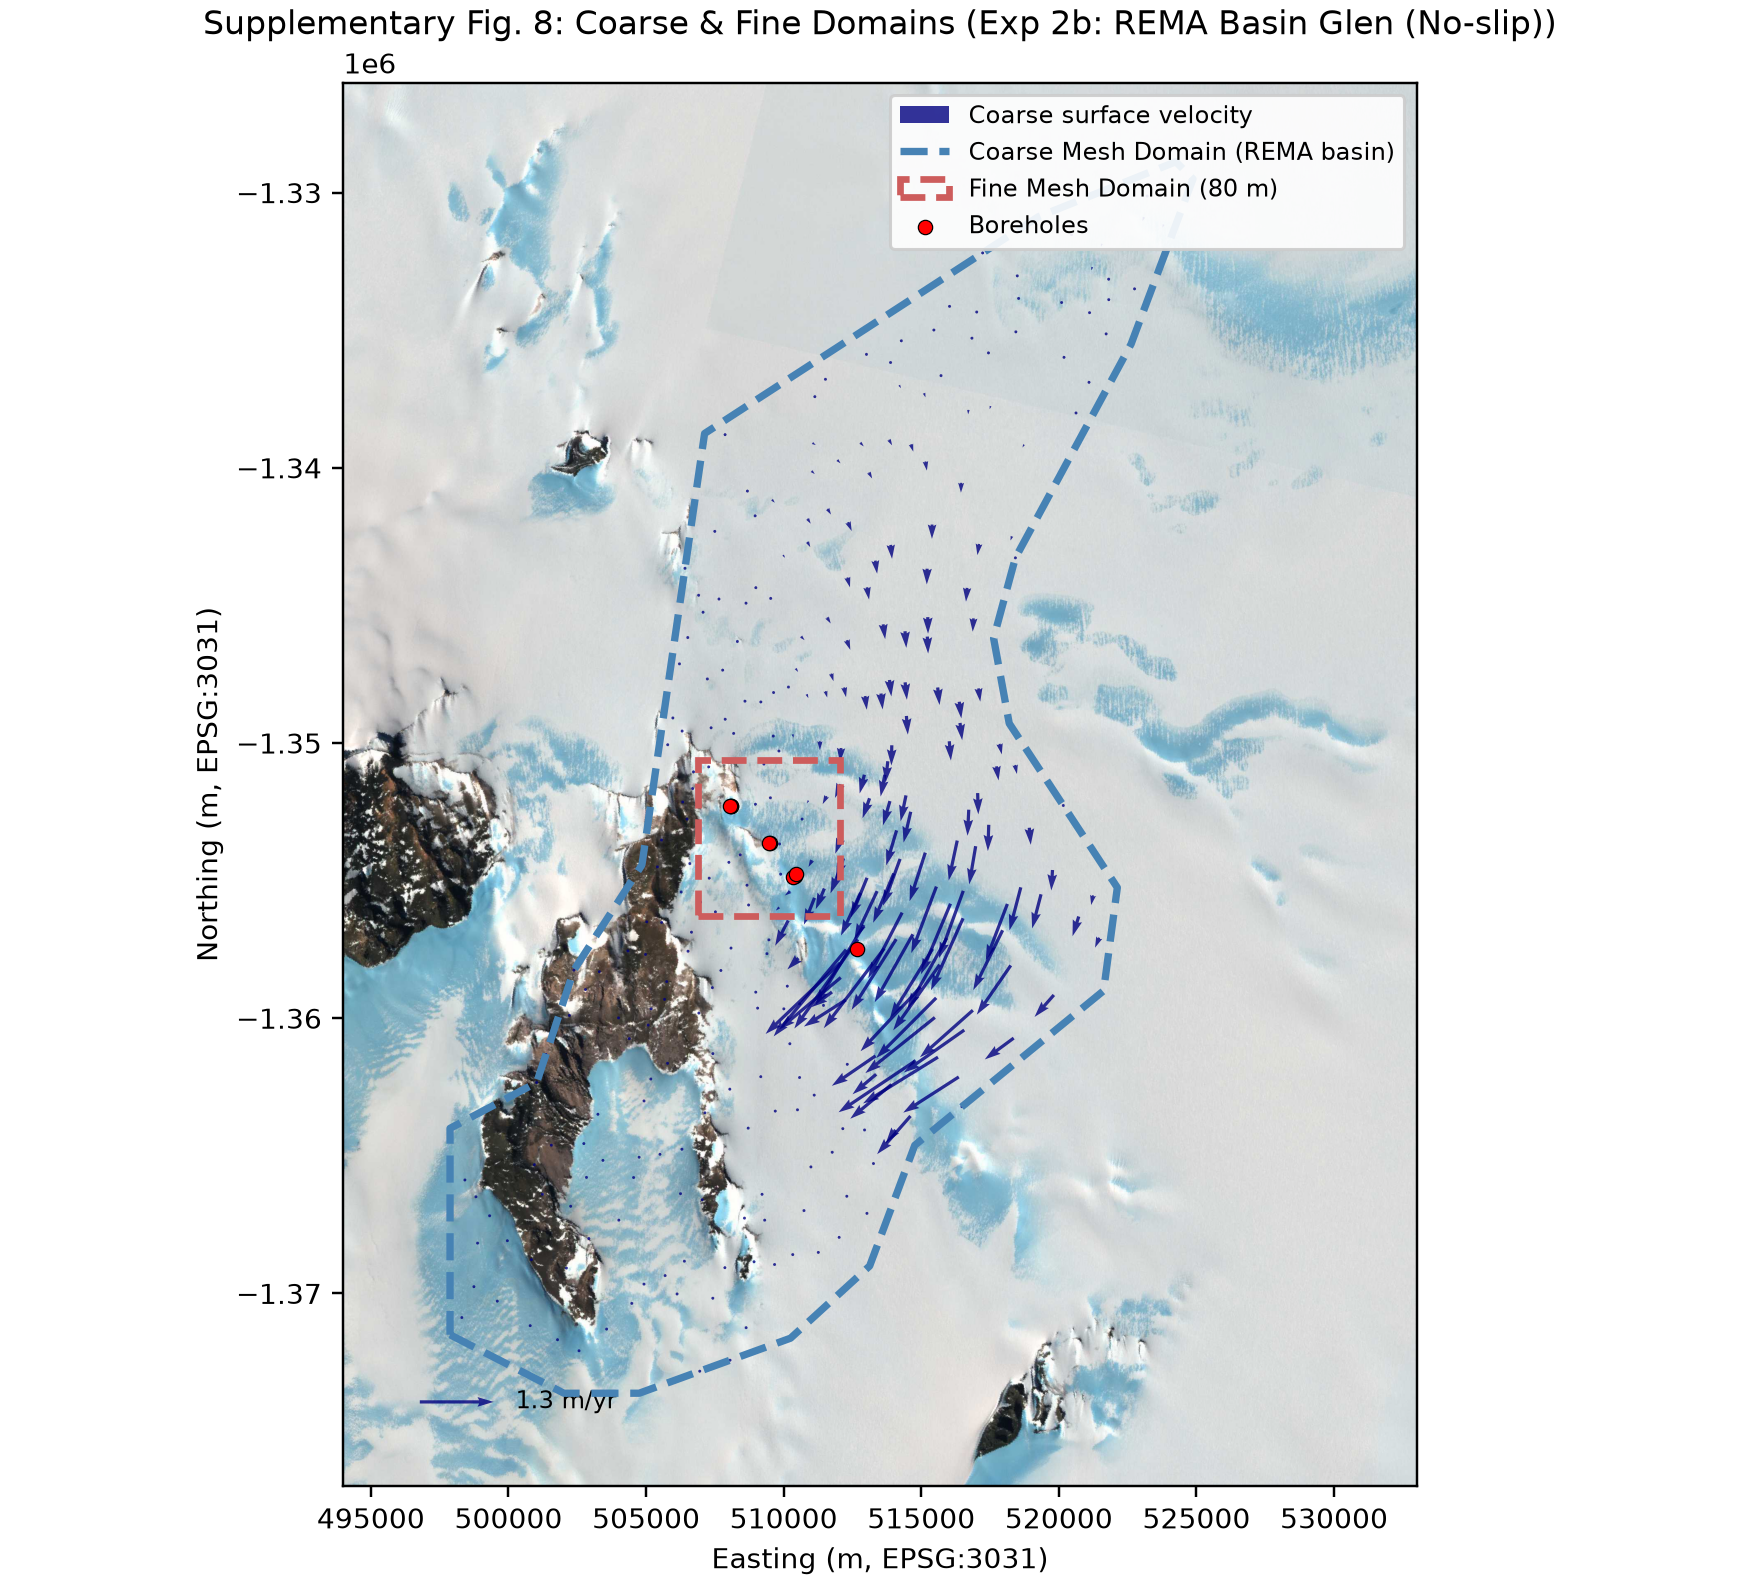 Supplementary Fig. 8: Coarse & Fine Domains (Exp 2b: REMA Basin Glen (No-slip))
1e6
Coarse surface velocity
Coarse Mesh Domain (REMA basin)
Fine Mesh Domain (80 m)
Boreholes
−1.33
−1.34
−1.35
−1.36
−1.37
Northing (m, EPSG:3031)
1.3 m/yr
495000 500000 505000 510000 515000 520000 525000 530000
Easting (m, EPSG:3031)